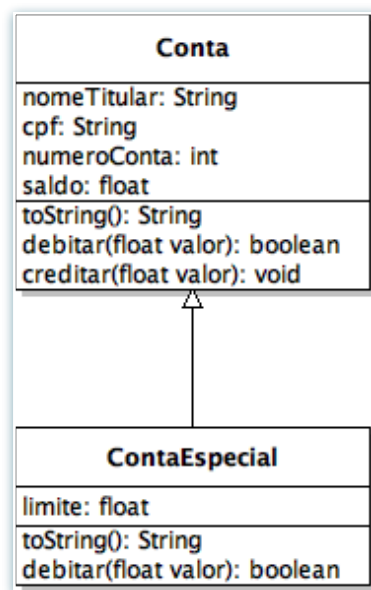 Conta
nomeTitular: String
cpf: String
numeroConta: int
saldo: float
toString(): String
debitar(float valor): boolean
creditar(float valor): void
ContaEspecial
limite: float
toString(): String
debitar(float valor): boolean